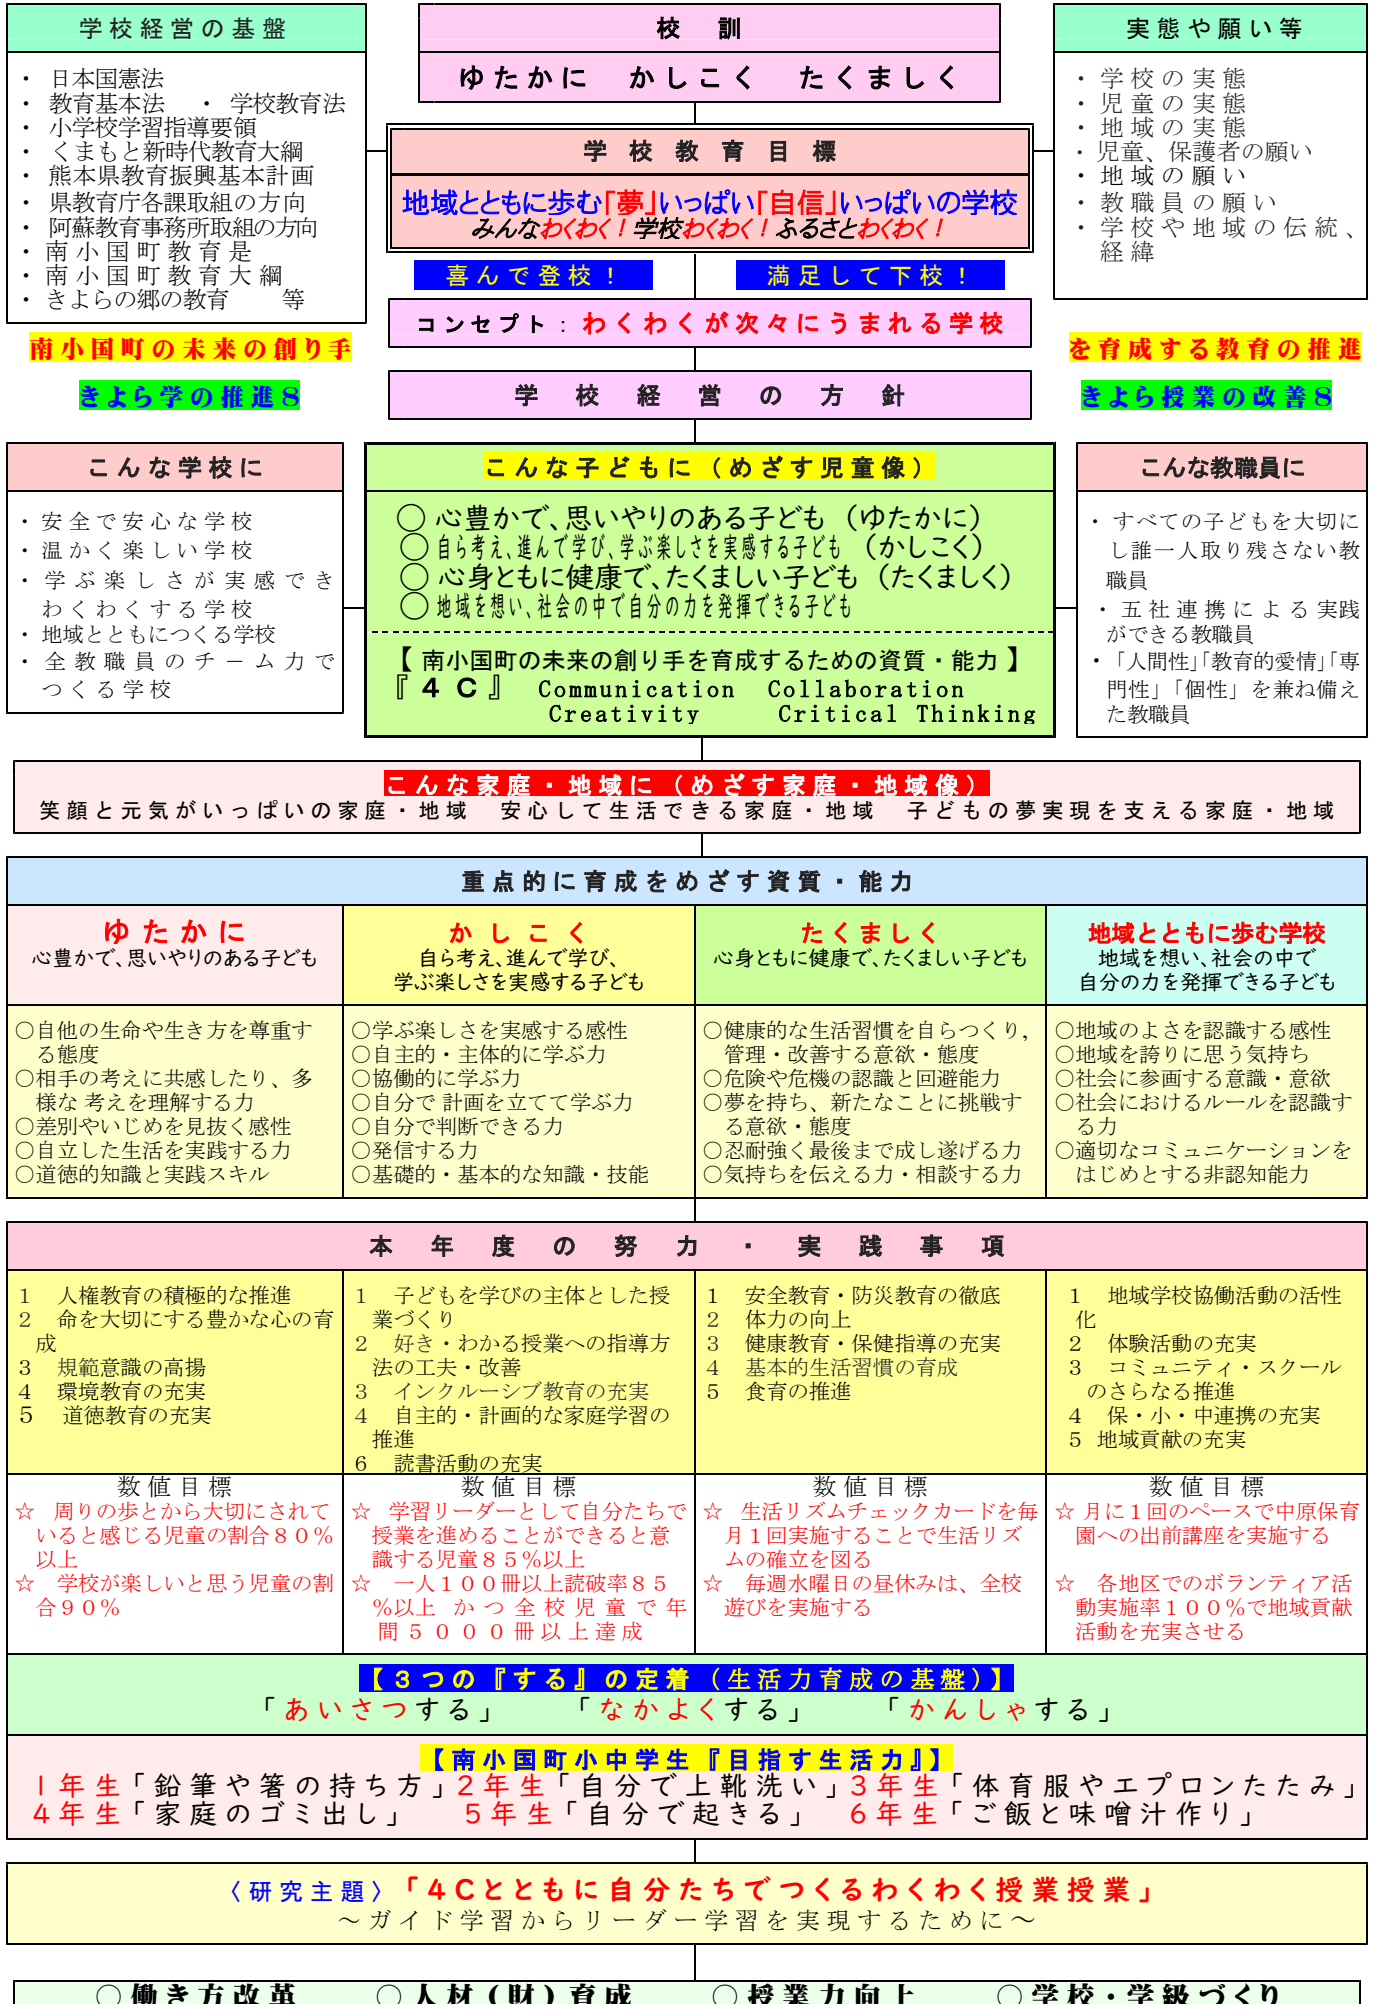 学校経営の基盤
・ 日本国憲法
・ 教育基本法 ・ 学校教育法
・ 小学校学習指導要領
・ くまもと新時代教育大綱
・ 熊本県教育振興基本計画
・ 県教育庁各課取組の方向
・ 阿蘇教育事務所取組の方向
・ 南小国町教育是
・ 南小国町教育大綱
・ きよらの郷の教育 等
校 訓
ゆたかに かしこく たくましく
学校教育目標
地域とともに歩む「夢」いっぱい「自信」いっぱいの学校
みんなわくわく！学校わくわく！ふるさとわくわく！
喜んで登校！ 満足して下校！
コンセプト：わくわくが次々にうまれる学校
学校経営の方針
実態や願い等
・学校の実態
・児童の実態
・地域の実態
・児童、保護者の願い
・地域の願い
・教職員の願い
・学校や地域の伝統、
経緯
南小国町の未来の創り手
を育成する教育の推進
きよら学の推進８
きよら授業の改善８
こんな学校に
・安全で安心な学校
・温かく楽しい学校
・学ぶ楽しさが実感でき
わくわくする学校
・地域とともにつくる学校
・全教職員のチーム力で
つくる学校
こんな子どもに（めざす児童像）
○心豊かで、思いやりのある子ども（ゆたかに）
○自ら考え、進んで学び、学ぶ楽しさを実感する子ども（かしこく）
○心身ともに健康で、たくましい子ども（たくましく）
○地域を想い、社会の中で自分の力を発揮できる子ども
【南小国町の未来の創り手を育成するための資質・能力】
『４Ｃ』 Communication Collaboration
Creativity Critical Thinking
こんな教職員に
・すべての子どもを大切に
し誰一人取り残さない教
職員
・五社連携による実践
ができる教職員
・「人間性」「教育的愛情」「専
門性」「個性」を兼ね備え
た教職員
こんな家庭・地域に（めざす家庭・地域像）
笑顔と元気がいっぱいの家庭・地域 安心して生活できる家庭・地域 子どもの夢実現を支える家庭・地域
重点的に育成をめざす資質・能力
ゆたかに
心豊かで、思いやりのある子ども
かしこく
自ら考え、進んで学び、
学ぶ楽しさを実感する子ども
たくましく
心身ともに健康で、たくましい子ども
地域とともに歩む学校
地域を想い、社会の中で
自分の力を発揮できる子ども
○自他の生命や生き方を尊重す
る態度
○相手の考えに共感したり、多
様な 考えを理解する力
○差別やいじめを見抜く感性
○自立した生活を実践する力
○道徳的知識と実践スキル
○学ぶ楽しさを実感する感性
○自主的・主体的に学ぶ力
○協働的に学ぶ力
○自分で 計画を立てて学ぶ力
○自分で判断できる力
○発信する力
○基礎的・基本的な知識・技能
○健康的な生活習慣を自らつくり，
管理・改善する意欲・態度
○危険や危機の認識と回避能力
○夢を持ち、新たなことに挑戦す
る意欲・態度
○忍耐強く最後まで成し遂げる力
○気持ちを伝える力・相談する力
○地域のよさを認識する感性
○地域を誇りに思う気持ち
○社会に参画する意識・意欲
○社会におけるルールを認識す
る力
○適切なコミュニケーションを
はじめとする非認知能力
本年度の努力・実践事項
１ 人権教育の積極的な推進
２ 命を大切にする豊かな心の育
成
３ 規範意識の高揚
４ 環境教育の充実
５ 道徳教育の充実
１ 子どもを学びの主体とした授
業づくり
２ 好き・わかる授業への指導方
法の工夫・改善
３ インクルーシブ教育の充実
４ 自主的・計画的な家庭学習の
推進
６ 読書活動の充実
１ 安全教育・防災教育の徹底
２ 体力の向上
３ 健康教育・保健指導の充実
４ 基本的生活習慣の育成
５ 食育の推進
１ 地域学校協働活動の活性
化
２ 体験活動の充実
３ コミュニティ・スクール
のさらなる推進
４ 保・小・中連携の充実
５ 地域貢献の充実
数値目標
☆ 周りの歩とから大切にされて
いると感じる児童の割合８０％
以上
☆ 学校が楽しいと思う児童の割
合９０％
数値目標
☆ 学習リーダーとして自分たちで
授業を進めることができると意
識する児童８５％以上
☆ 一人１００冊以上読破率８５
％以上 かつ全校児童で年
間５０００冊以上達成
数値目標
☆ 生活リズムチェックカードを毎
月１回実施することで生活リズ
ムの確立を図る
☆ 毎週水曜日の昼休みは、全校
遊びを実施する
数値目標
☆ 月に１回のペースで中原保育
園への出前講座を実施する
☆ 各地区でのボランティア活
動実施率１００％で地域貢献
活動を充実させる
【３つの『する』の定着（生活力育成の基盤）】
「あいさつする」 「なかよくする」 「かんしゃする」
【南小国町小中学生『目指す生活力』】
１年生「鉛筆や箸の持ち方」２年生「自分で上靴洗い」３年生「体育服やエプロンたたみ」
４年生「家庭のゴミ出し」 ５年生「自分で起きる」 ６年生「ご飯と味噌汁作り」
〈研究主題〉「４Ｃとともに自分たちでつくるわくわく授業授業」
～ガイド学習からリーダー学習を実現するために～
○働き方改革 ○人材（財）育成 ○授業力向上 ○学校・学級づくり